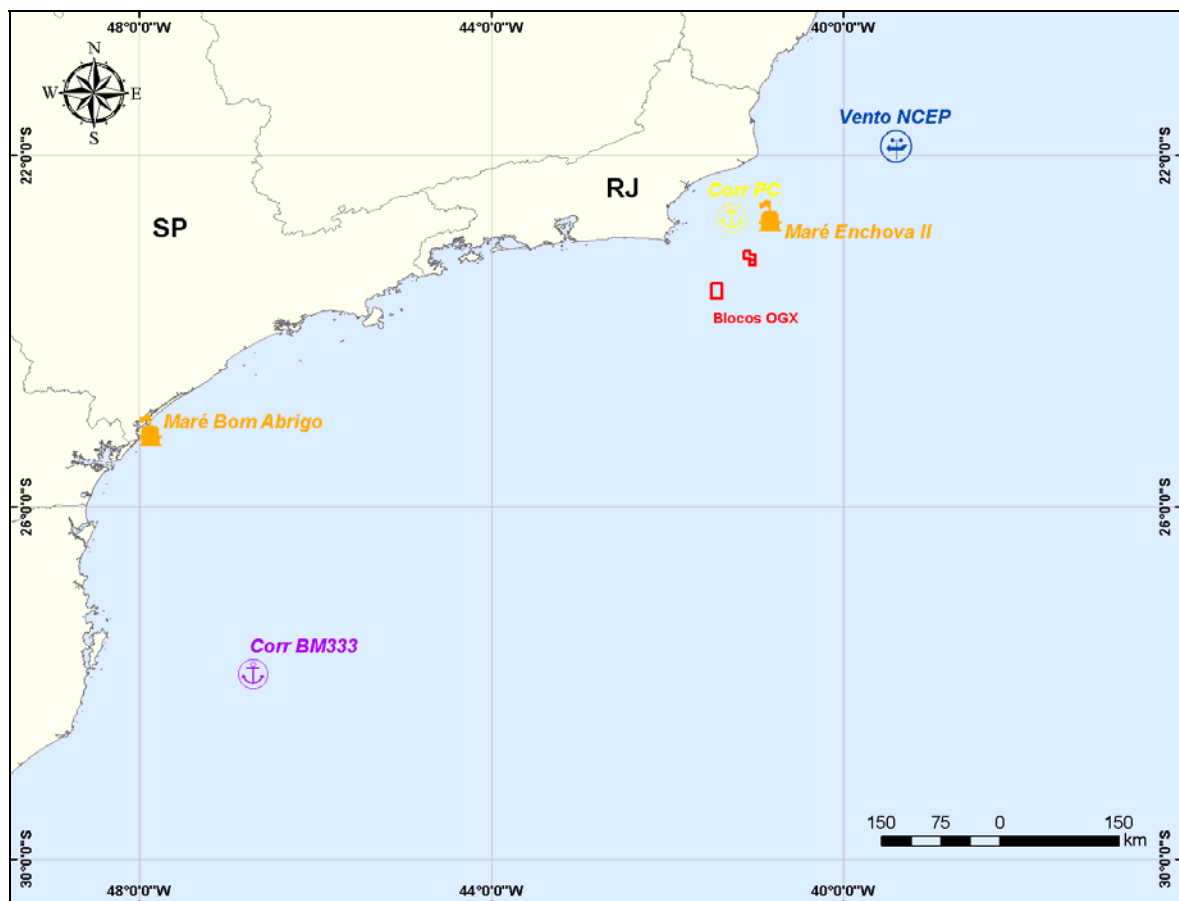 48°0'0"W
44°0'0"W
40°0'0"W
N
W
E
S
Vento NCEP
22°0'0"S
22°0'0"S
RJ
Corr PC
SP
Maré Enchova II
Blocos OGX
Maré Bom Abrigo
26°0'0"S
26°0'0"S
Corr BM333
150 75 0 150
km
30°0'0"S
30°0'0"S
48°0'0"W
44°0'0"W
40°0'0"W